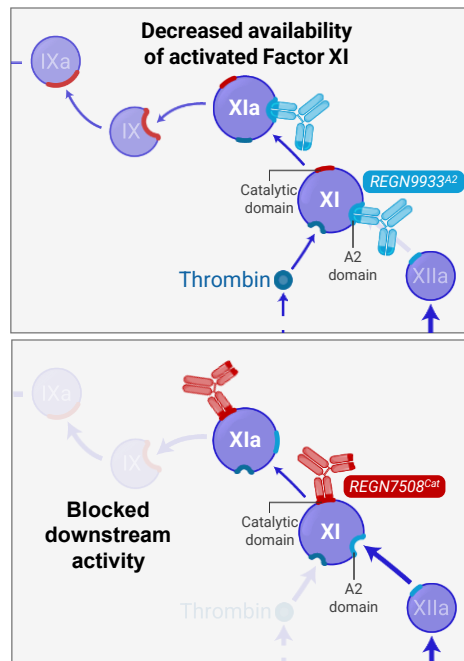 Decreased availability
of activated Factor XI
IXa
IX
XIa
Catalytic
domain
XI
REGN9933A2
A2
domain
Thrombin
XIIa
IXa
IX
XIa
REGN7508Cat
Blocked
downstream
activity
Catalytic
domain
XI
A2
domain
Thrombin
XIIa